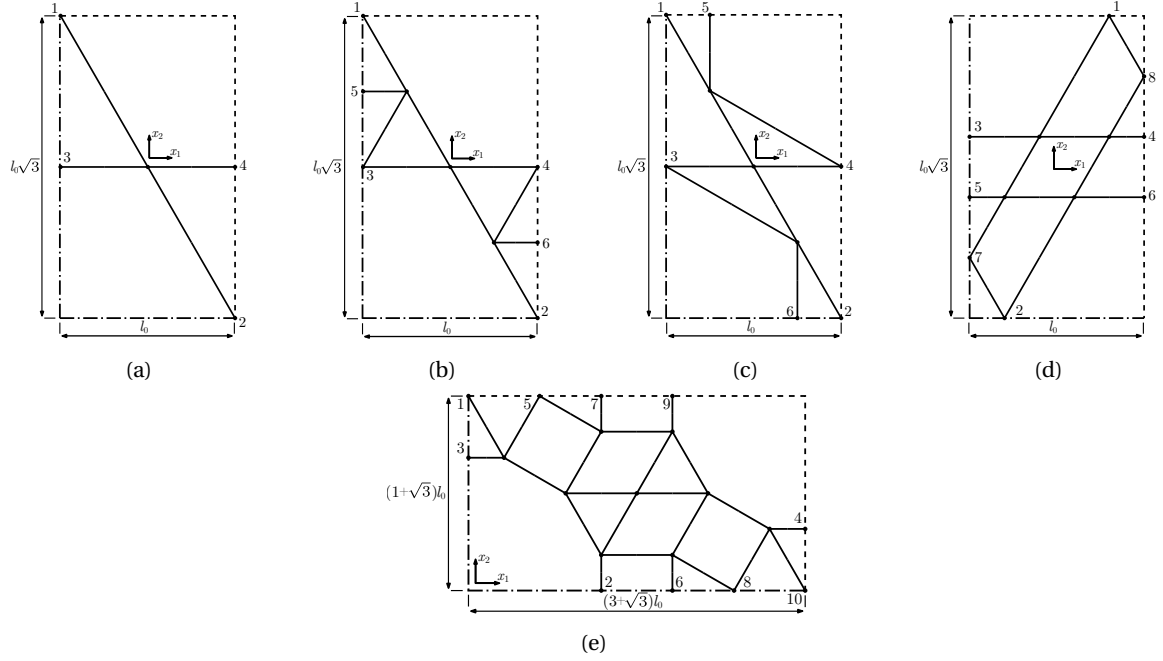 1
x₂
x₁
l₀√3
3
4
2
l₀
(a)
1
5
x₂
x₁
l₀√3
3
4
6
2
l₀
(b)
1
5
x₂
x₁
l₀√3
3
4
6
2
l₀
(c)
1
8
3
4
x₂
x₁
l₀√3
5
6
7
2
l₀
(d)
1
5
7
9
3
(1+√3)l₀
4
x₂
x₁
2
6
8
10
(3+√3)l₀
(e)